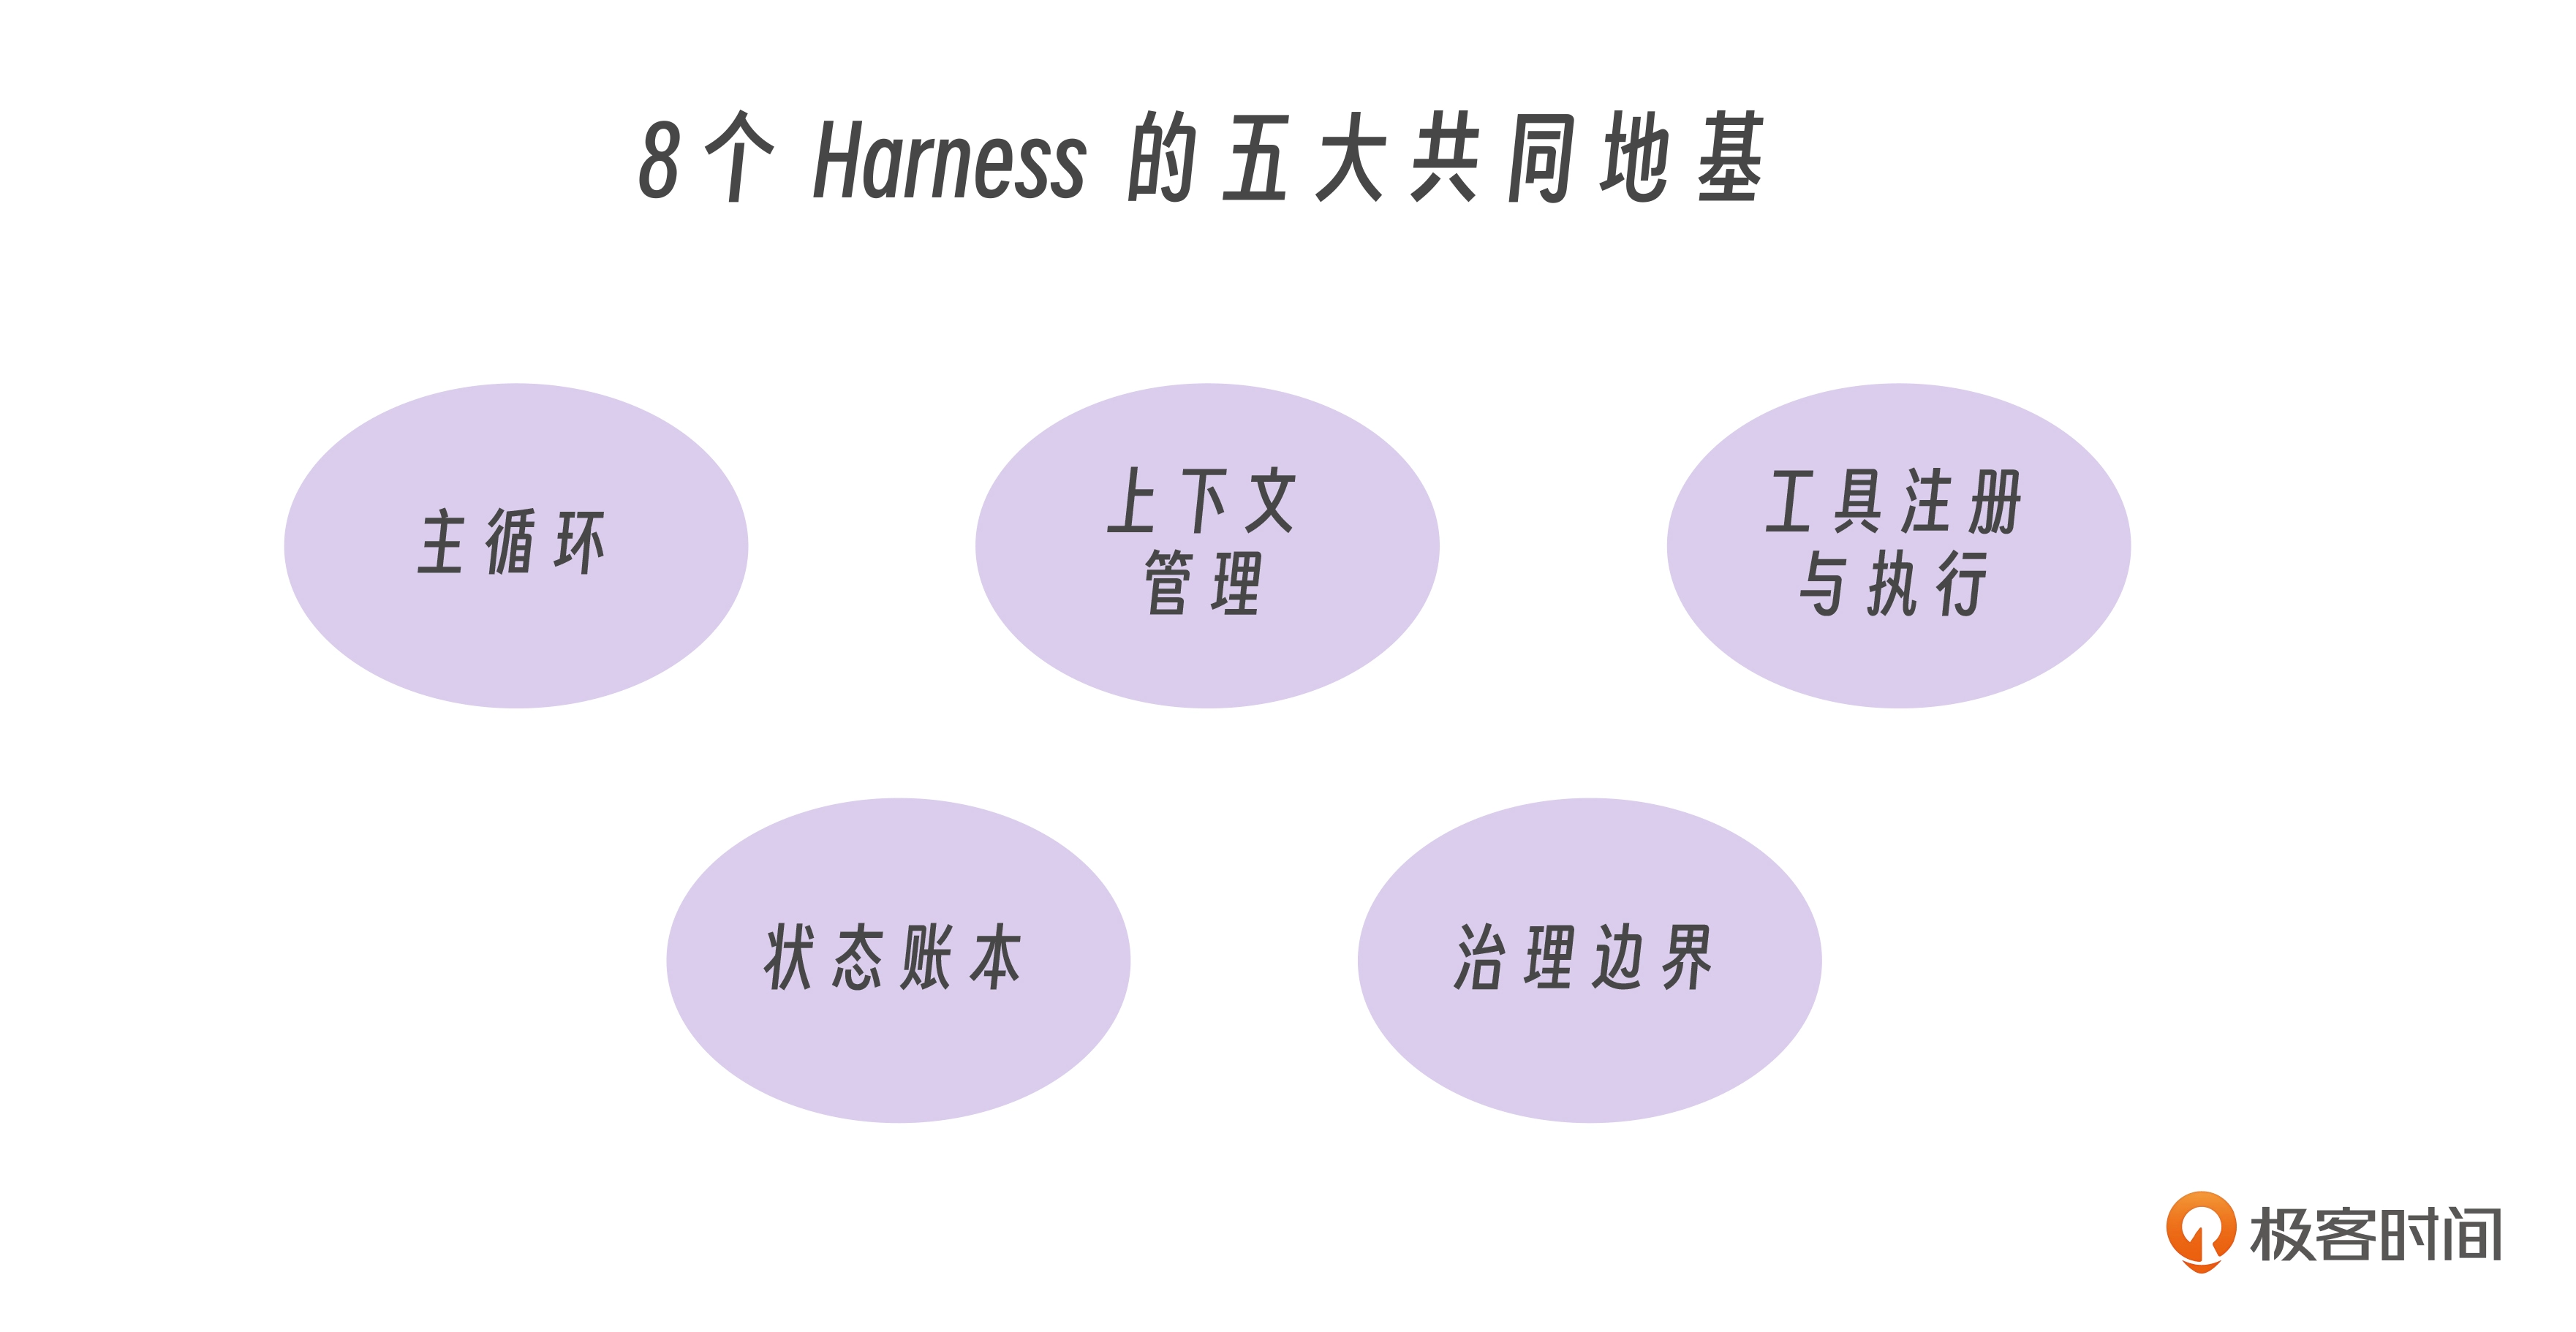 8个 Harness 的五大共同地基
主循环
上下文
管理
工具注册
与执行
状态账本
治理边界
极客时间